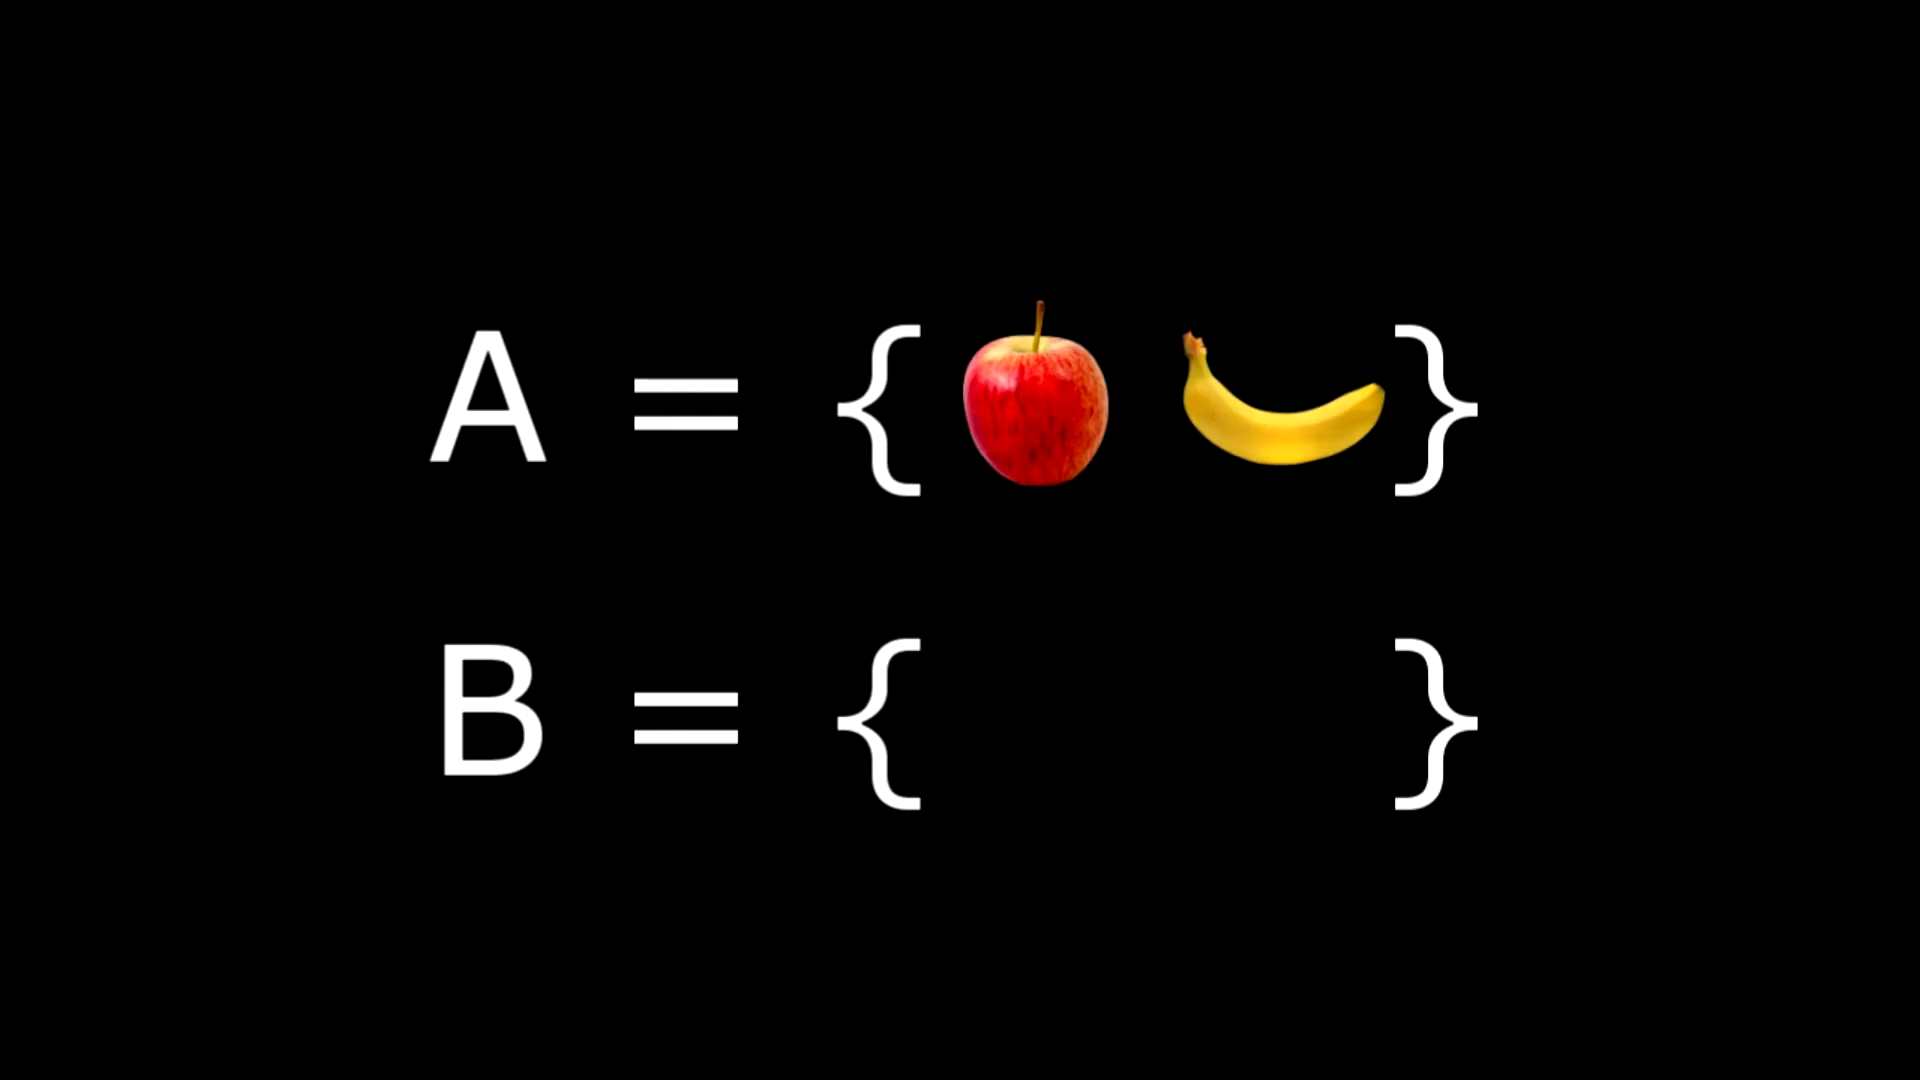 A = { }
B = { }